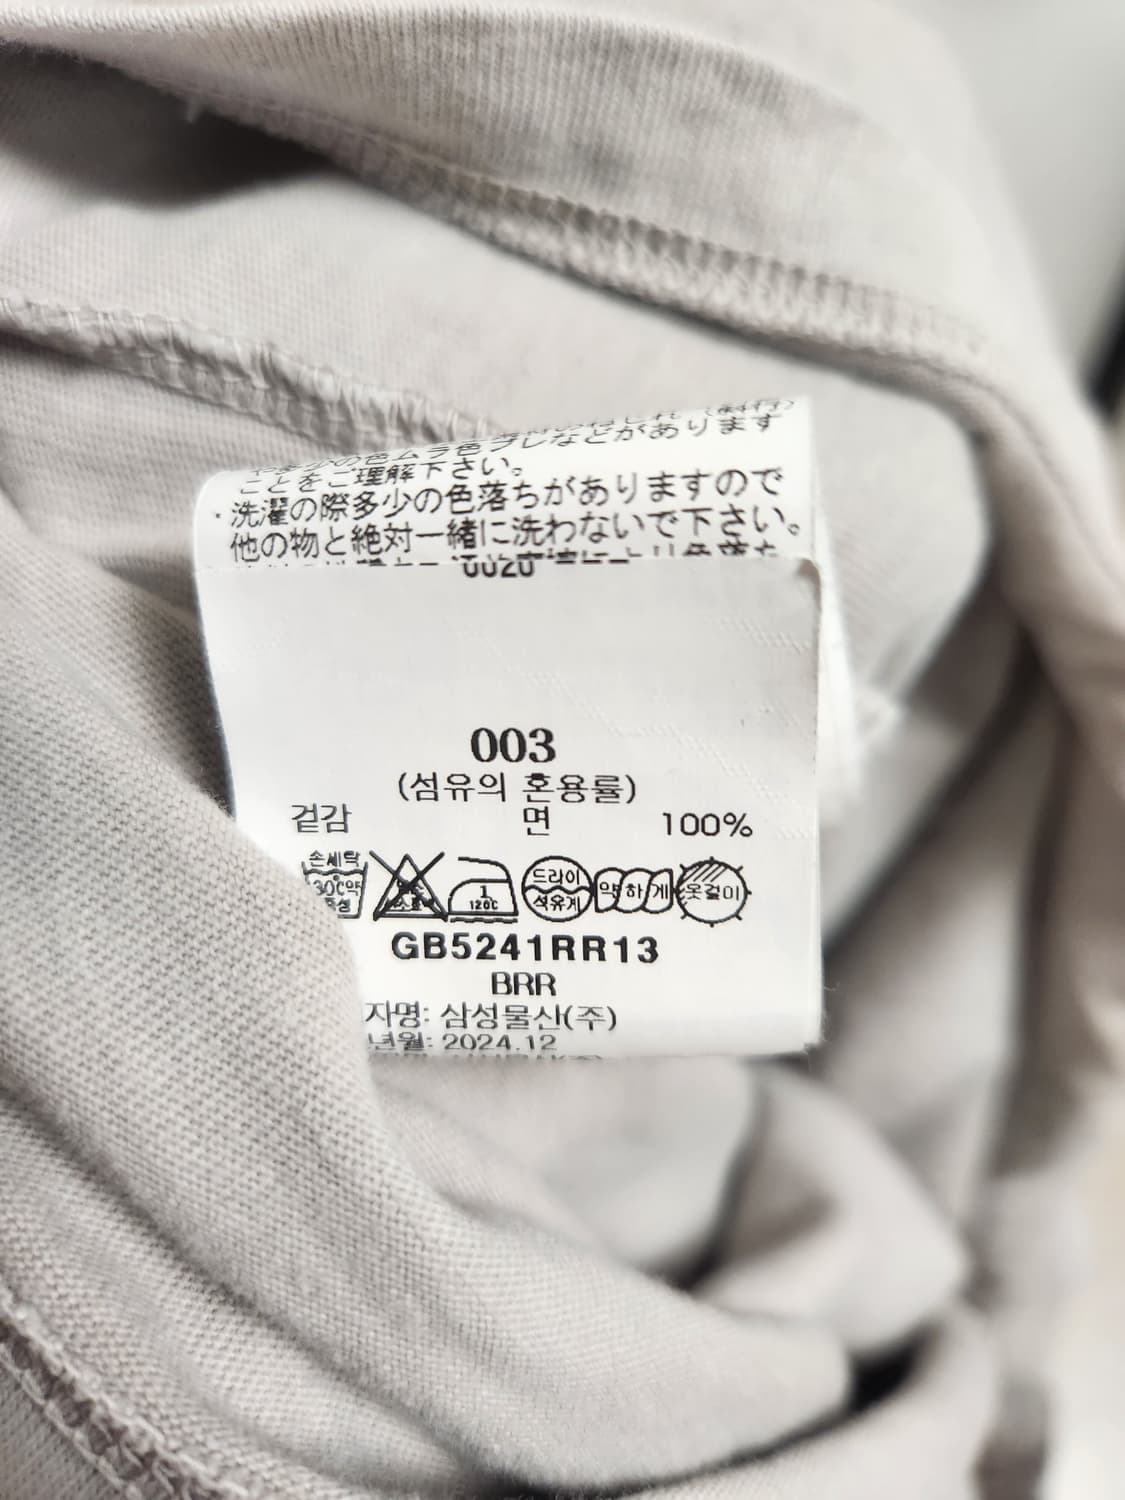 や多少の色ムラ色ブレなどがあります
ことをご理解下さい。
・洗濯の際多少の色落ちがありますので
他の物と絶対一緒に洗わないで下さい。
003
(섬유의 혼용률)
겉감 면 100%
손세탁
30℃약
1
120℃
드라이
석유계
약하게
옷걸이
GB5241RR13
BRR
자명: 삼성물산(주)
년월: 2024.12